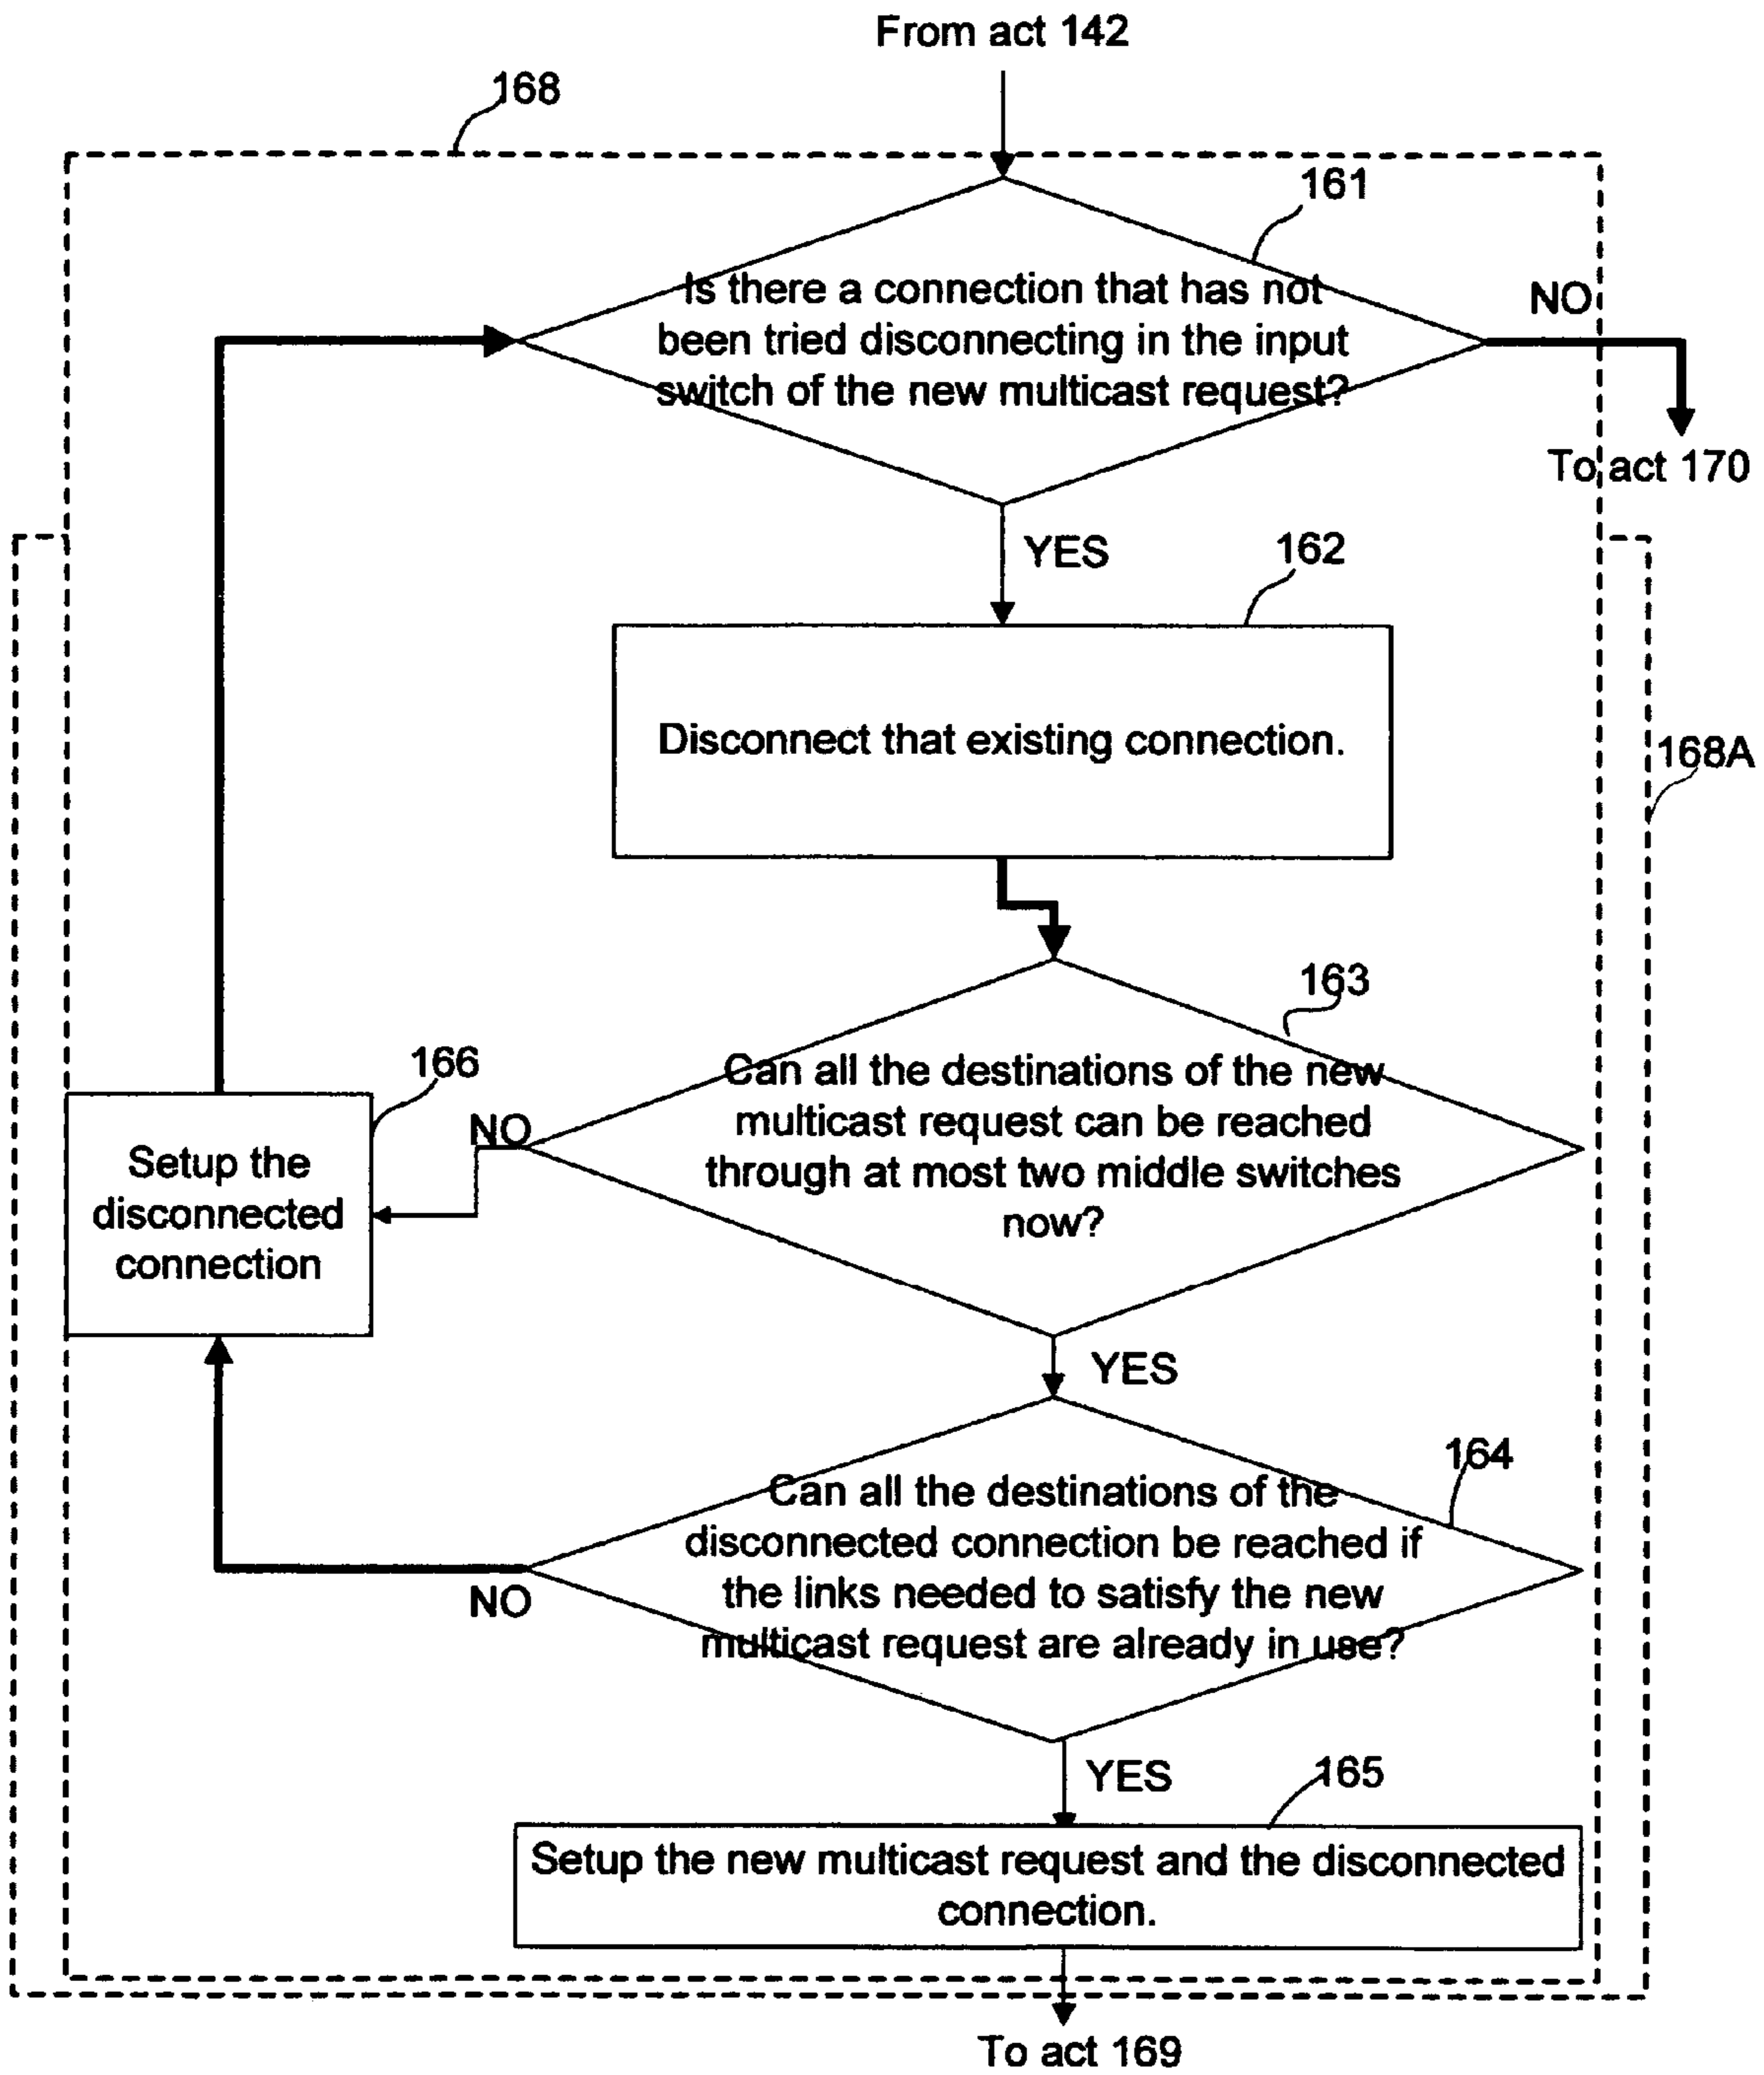 From act 142
168
161
Is there a connection that has not
been tried disconnecting in the input
switch of the new multicast request?
NO
To act 170
YES
162
Disconnect that existing connection.
168A
163
Can all the destinations of the new
multicast request can be reached
through at most two middle switches
now?
166
NO
Setup the
disconnected
connection
YES
164
Can all the destinations of the
disconnected connection be reached if
the links needed to satisfy the new
multicast request are already in use?
NO
YES
165
Setup the new multicast request and the disconnected
connection.
To act 169